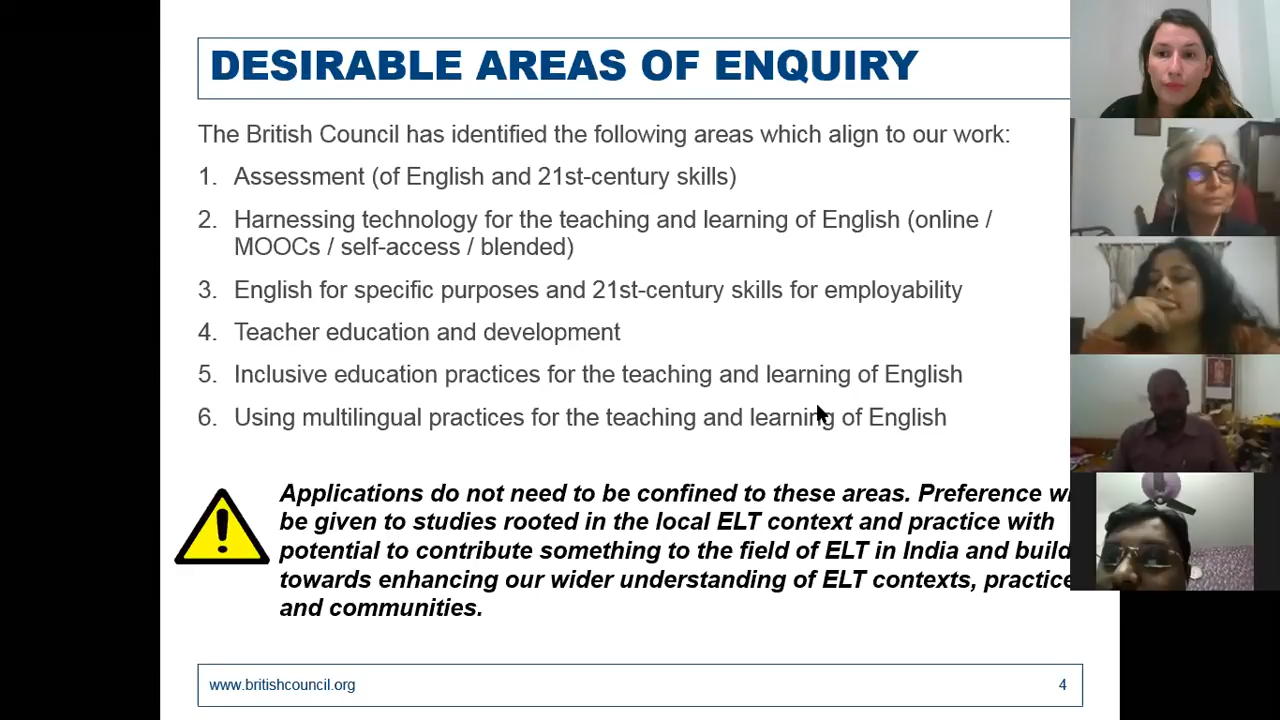 DESIRABLE AREAS OF ENQUIRY
The British Council has identified the following areas which align to our work:
1. Assessment (of English and 21st-century skills)
2. Harnessing technology for the teaching and learning of English (online /
MOOCs / self-access / blended)
3. English for specific purposes and 21st-century skills for employability
4. Teacher education and development
5. Inclusive education practices for the teaching and learning of English
6. Using multilingual practices for the teaching and learning of English
Applications do not need to be confined to these areas. Preference
be given to studies rooted in the local ELT context and practice with
potential to contribute something to the field of ELT in India and build
towards enhancing our wider understanding of ELT contexts, practice
and communities.
www.britishcouncil.org
4